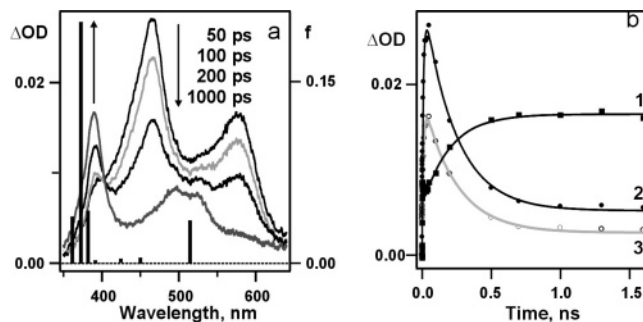 ΔOD
a
f
50 ps
100 ps
200 ps
1000 ps
0.02
0.15
0.00
0.00
400
500
600
Wavelength, nm
b
ΔOD
0.02
0.00
1
2
3
0.0
0.5
1.0
1.5
Time, ns